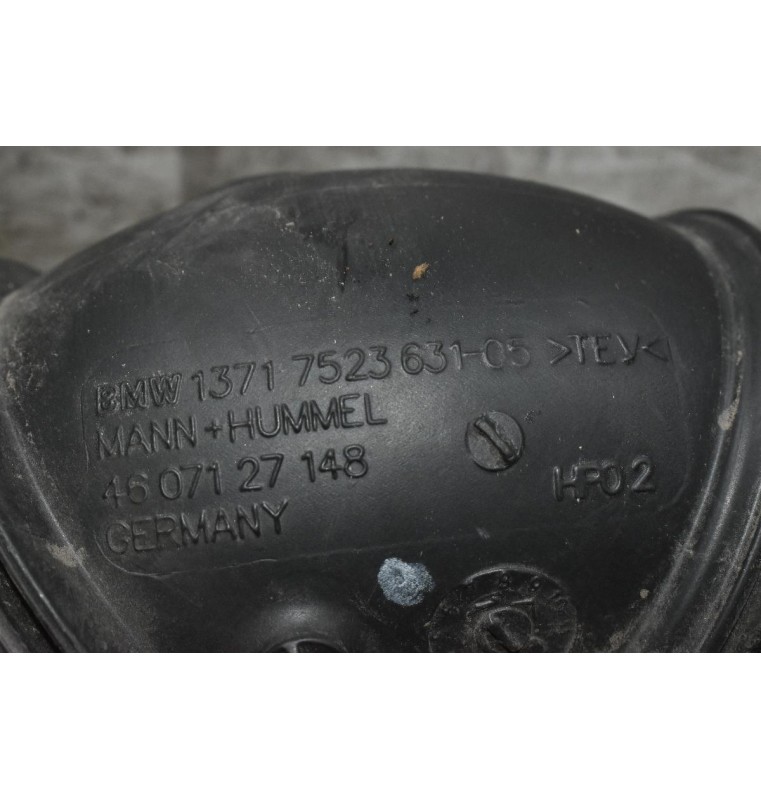 BMW 1371 7523 631-05 >TEV<
MANN+HUMMEL
46 071 27 148
HF02
GERMANY